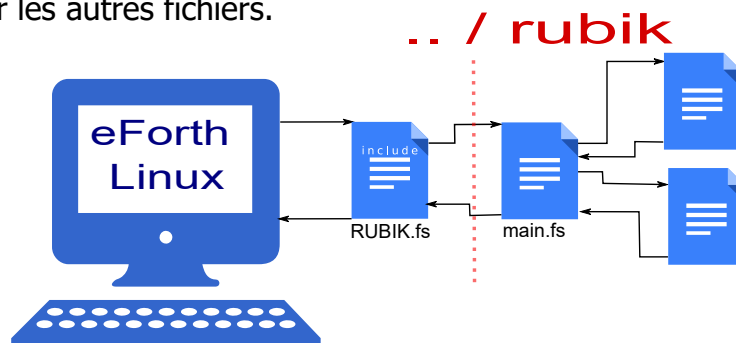 r les autres fichiers.
.. / rubik
eForth
Linux
include
RUBIK.fs
main.fs